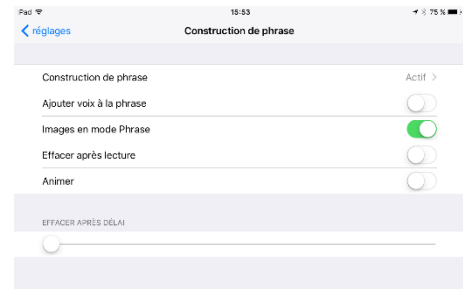 Pad 15:53 75 %
réglages Construction de phrase
Construction de phrase Actif
Ajouter voix à la phrase
Images en mode Phrase
Effacer après lecture
Animer
EFFACER APRÈS DÉLAI